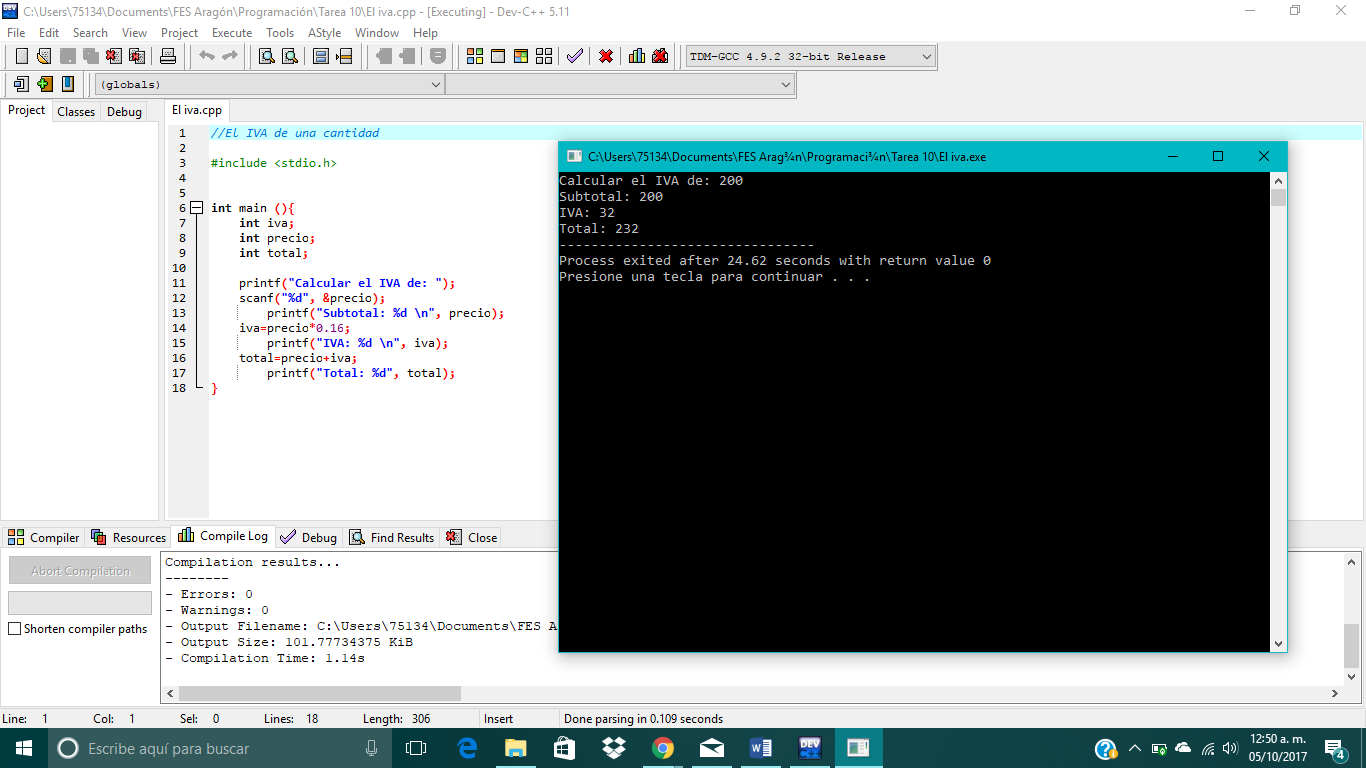 C:\Users\75134\Documents\FES Aragón\Programación\Tarea 10\El iva.cpp - [Executing] - Dev-C++ 5.11
File Edit Search View Project Execute Tools AStyle Window Help
TDM-GCC 4.9.2 32-bit Release
(globals)
Project Classes Debug
El iva.cpp
1 //El IVA de una cantidad
2
3 #include <stdio.h>
4
5
6 int main (){
7 int iva;
8 int precio;
9 int total;
10
11 printf("Calcular el IVA de: ");
12 scanf("%d", &precio);
13 printf("Subtotal: %d \n", precio);
14 iva=precio*0.16;
15 printf("IVA: %d \n", iva);
16 total=precio+iva;
17 printf("Total: %d", total);
18 }
C:\Users\75134\Documents\FES Arag¾n\Programaci¾n\Tarea 10\El iva.exe
Calcular el IVA de: 200
Subtotal: 200
IVA: 32
Total: 232
--------------------------------
Process exited after 24.62 seconds with return value 0
Presione una tecla para continuar . . .
Compiler Resources Compile Log Debug Find Results Close
Abort Compilation
Shorten compiler paths
Compilation results...
--------
- Errors: 0
- Warnings: 0
- Output Filename: C:\Users\75134\Documents\FES A
- Output Size: 101.77734375 KiB
- Compilation Time: 1.14s
Line: 1 Col: 1 Sel: 0 Lines: 18 Length: 306 Insert Done parsing in 0.109 seconds
Escribe aquí para buscar
DEV
12:50 a. m.
05/10/2017
4